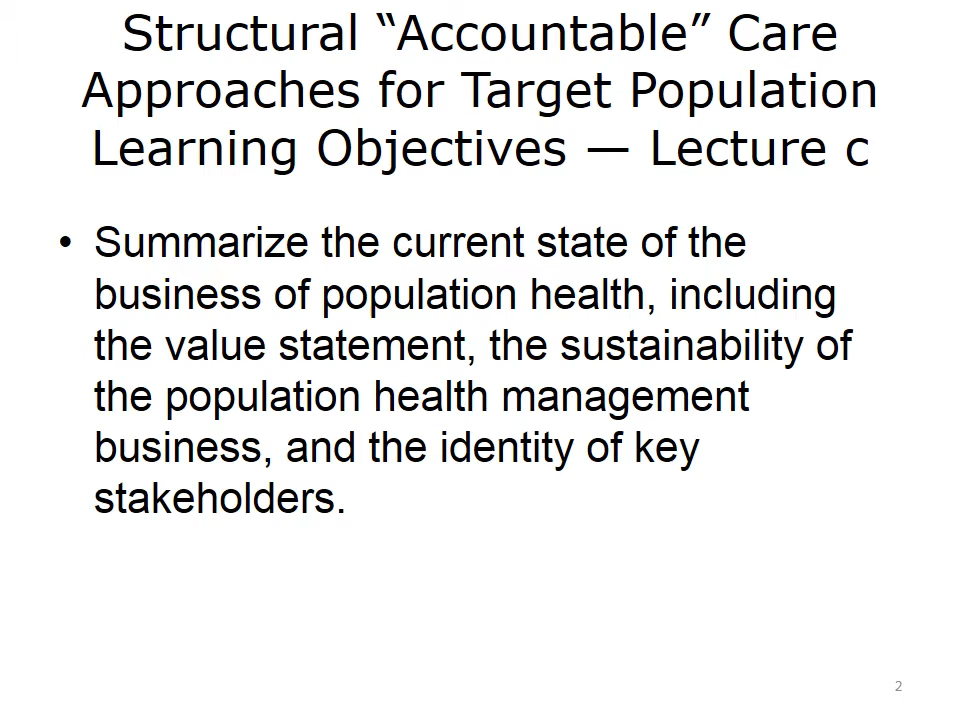 Structural “Accountable” Care
Approaches for Target Population
Learning Objectives — Lecture c
• Summarize the current state of the
business of population health, including
the value statement, the sustainability of
the population health management
business, and the identity of key
stakeholders.
2